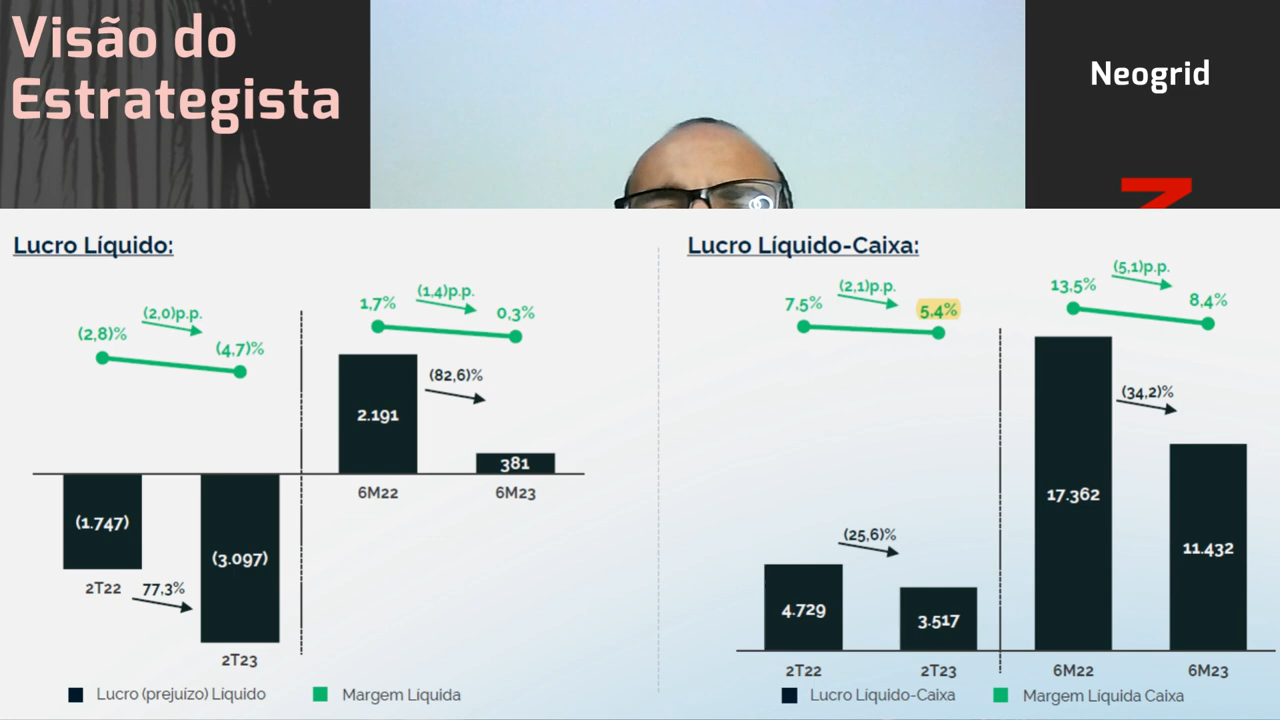 Visão do
Estrategista
Neogrid
Lucro Líquido:
(2,8)%
(2,0)p.p.
(4,7)%
1,7%
(1,4)p.p.
0,3%
(82,6)%
2.191
381
6M22
6M23
(1.747)
(3.097)
2T22
77,3%
2T23
Lucro (prejuízo) Líquido
Margem Líquida
Lucro Líquido-Caixa:
7,5%
(2,1)p.p.
5,4%
13,5%
(5,1)p.p.
8,4%
(34,2)%
(25,6)%
4.729
3.517
17.362
11.432
2T22
2T23
6M22
6M23
Lucro Líquido-Caixa
Margem Líquida Caixa